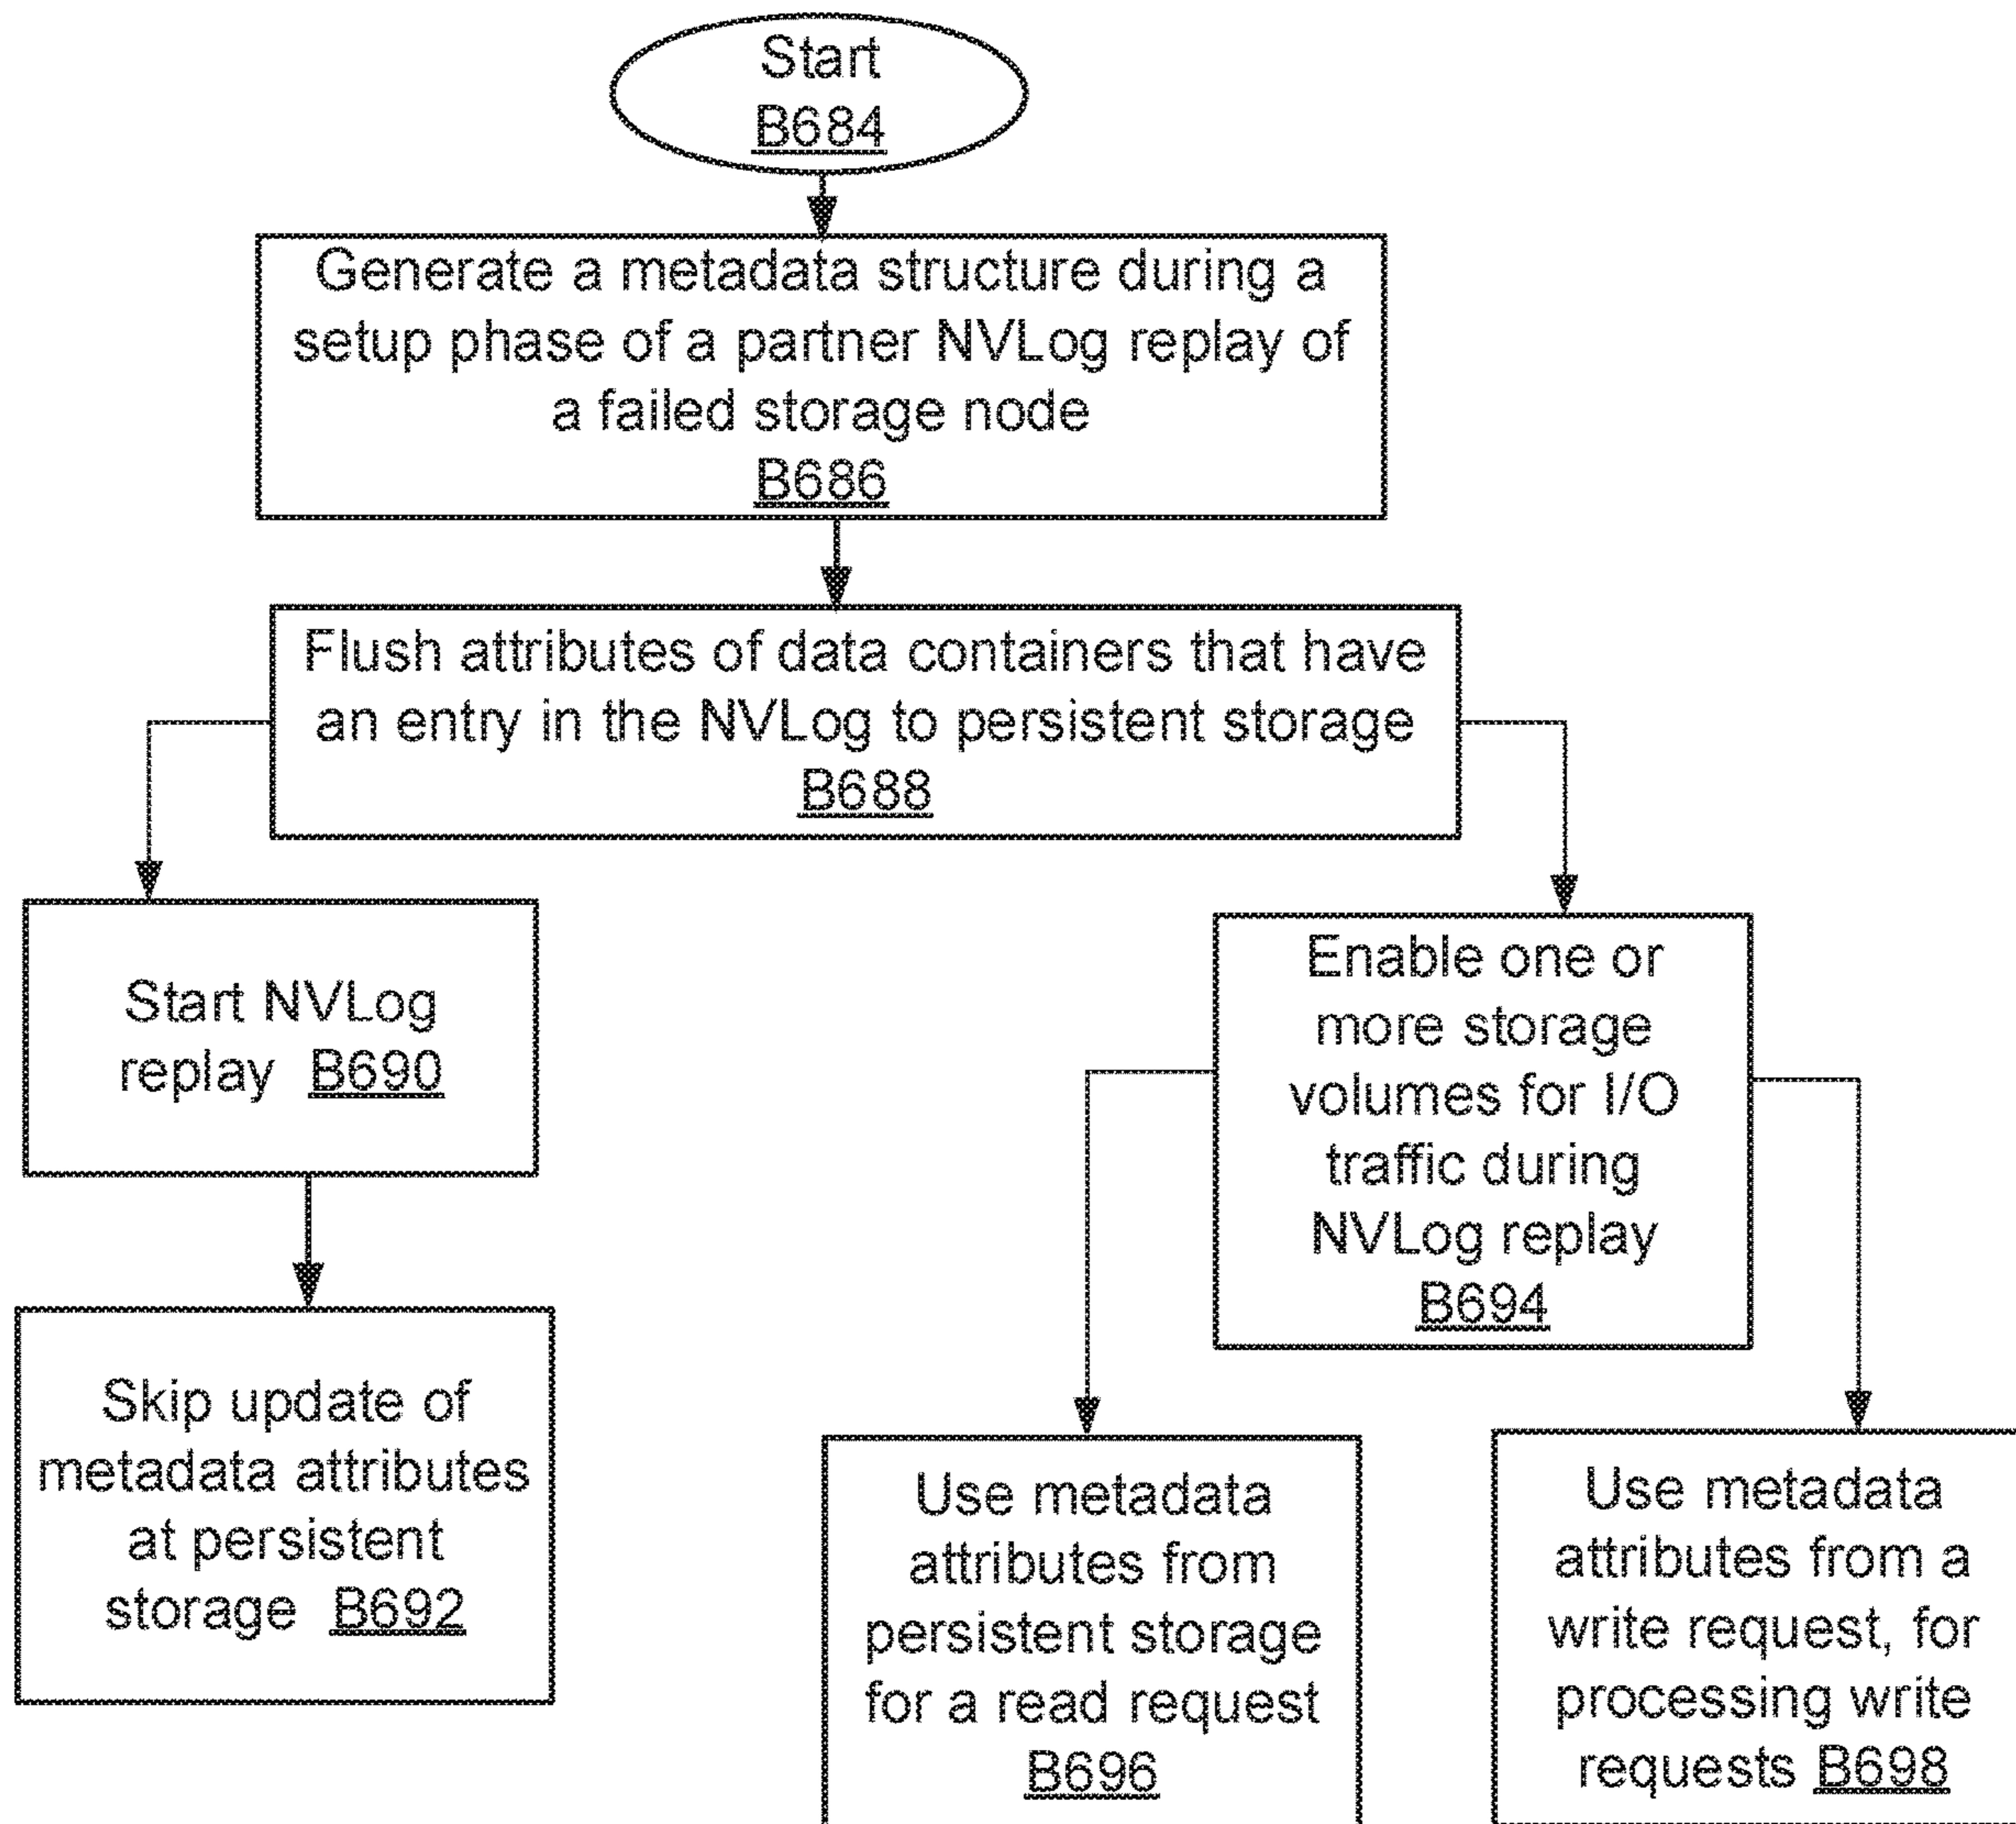 Start
B684
Generate a metadata structure during a
setup phase of a partner NVLog replay of
a failed storage node
B686
Flush attributes of data containers that have
an entry in the NVLog to persistent storage
B688
Start NVLog
replay B690
Skip update of
metadata attributes
at persistent
storage B692
Enable one or
more storage
volumes for I/O
traffic during
NVLog replay
B694
Use metadata
attributes from
persistent storage
for a read request
B696
Use metadata
attributes from a
write request, for
processing write
requests B698